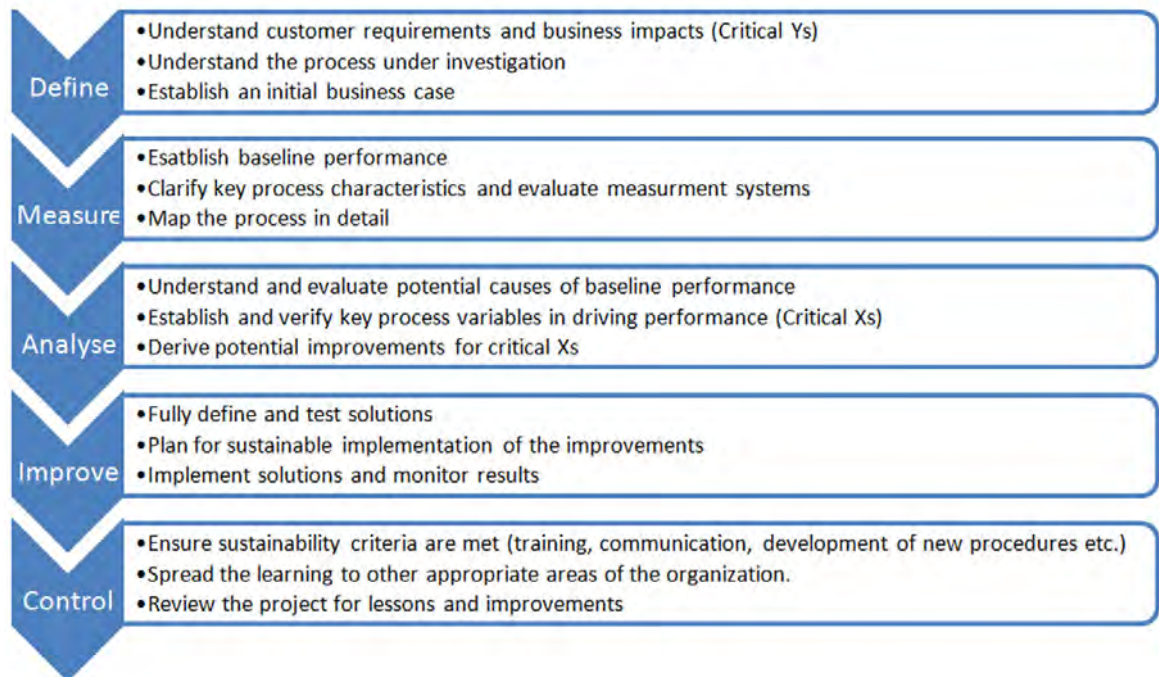 Define
•Understand customer requirements and business impacts (Critical Ys)
•Understand the process under investigation
•Establish an initial business case
Measure
•Esatblish baseline performance
•Clarify key process characteristics and evaluate measurment systems
•Map the process in detail
Analyse
•Understand and evaluate potential causes of baseline performance
•Establish and verify key process variables in driving performance (Critical Xs)
•Derive potential improvements for critical Xs
Improve
•Fully define and test solutions
•Plan for sustainable implementation of the improvements
•Implement solutions and monitor results
Control
•Ensure sustainability criteria are met (training, communication, development of new procedures etc.)
•Spread the learning to other appropriate areas of the organization.
•Review the project for lessons and improvements